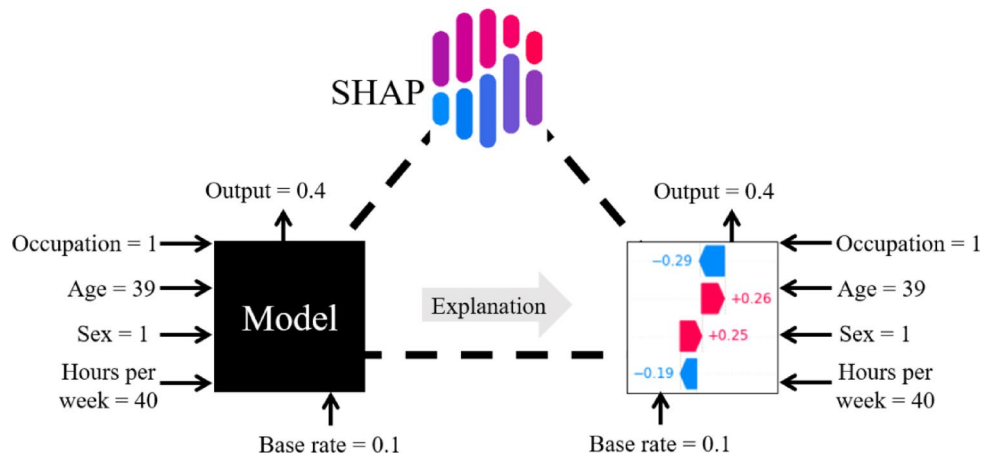 SHAP
Output = 0.4
Occupation = 1
Age = 39
Sex = 1
Hours per
week = 40
Model
Base rate = 0.1
Explanation
Output = 0.4
−0.29
+0.26
+0.25
−0.19
Occupation = 1
Age = 39
Sex = 1
Hours per
week = 40
Base rate = 0.1